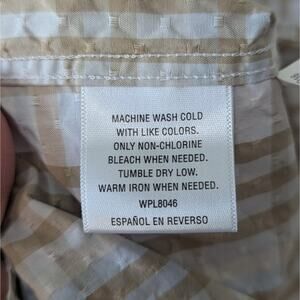 MACHINE WASH COLD
WITH LIKE COLORS.
ONLY NON-CHLORINE
BLEACH WHEN NEEDED.
TUMBLE DRY LOW.
WARM IRON WHEN NEEDED.
WPL8046
ESPAÑOL EN REVERSO